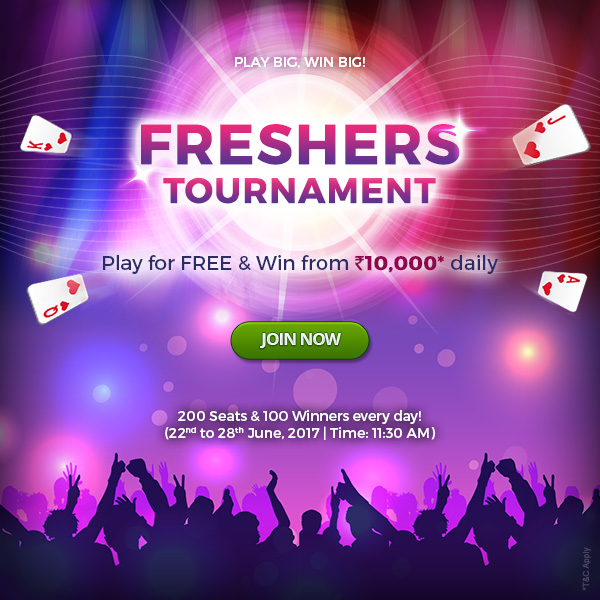 PLAY BIG, WIN BIG!
FRESHERS
TOURNAMENT
Play for FREE & Win from ₹10,000* daily
JOIN NOW
200 Seats & 100 Winners every day!
(22nd to 28th June, 2017 | Time: 11:30 AM)
K
J
Q
A
*T&C Apply